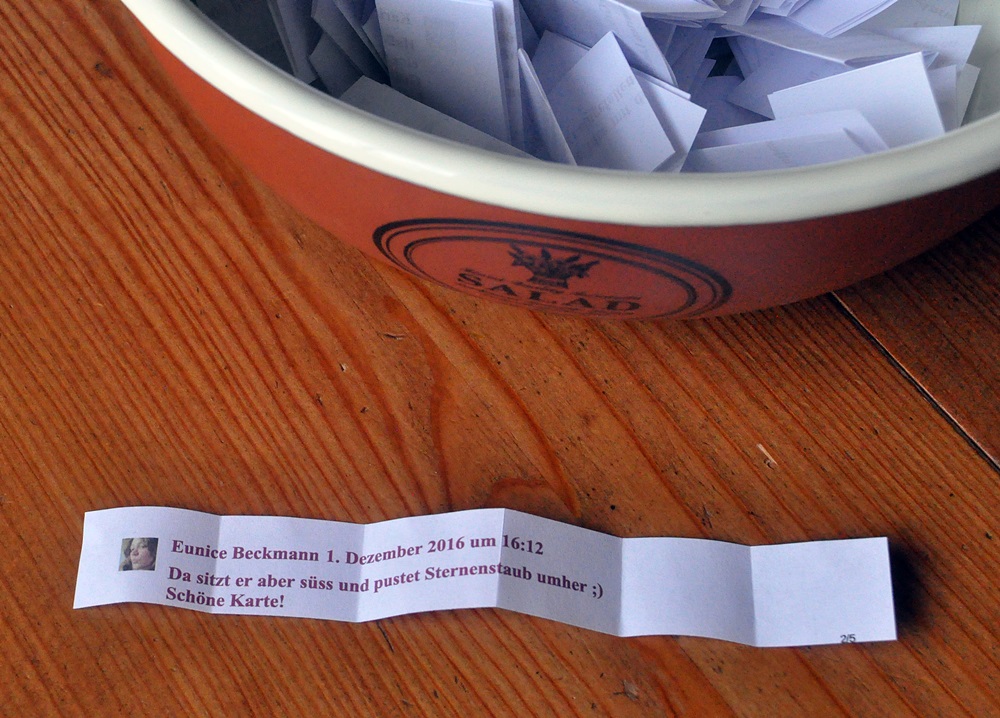 SALAD
Eunice Beckmann 1. Dezember 2016 um 16:12
Da sitzt er aber süss und pustet Sternenstaub umher ;)
Schöne Karte!
2/5